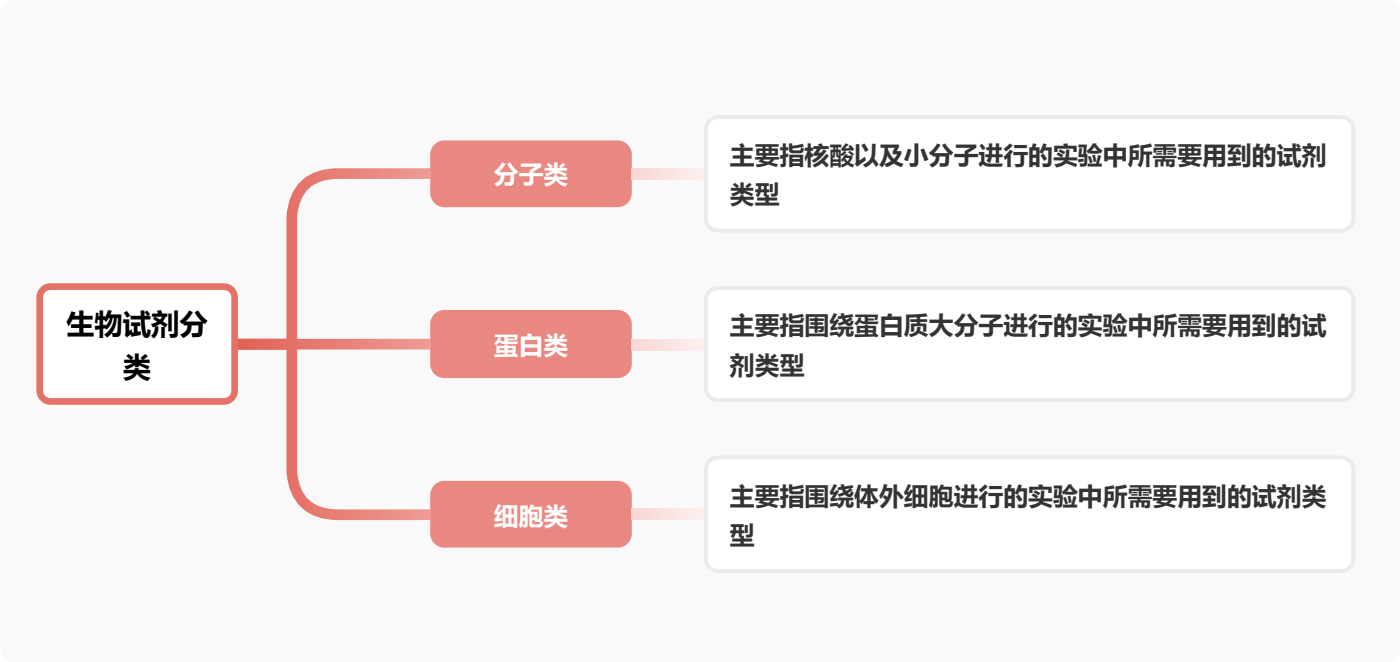 生物试剂分
类
分子类
主要指核酸以及小分子进行的实验中所需要用到的试剂
类型
蛋白类
主要指围绕蛋白质大分子进行的实验中所需要用到的试
剂类型
细胞类
主要指围绕体外细胞进行的实验中所需要用到的试剂类
型